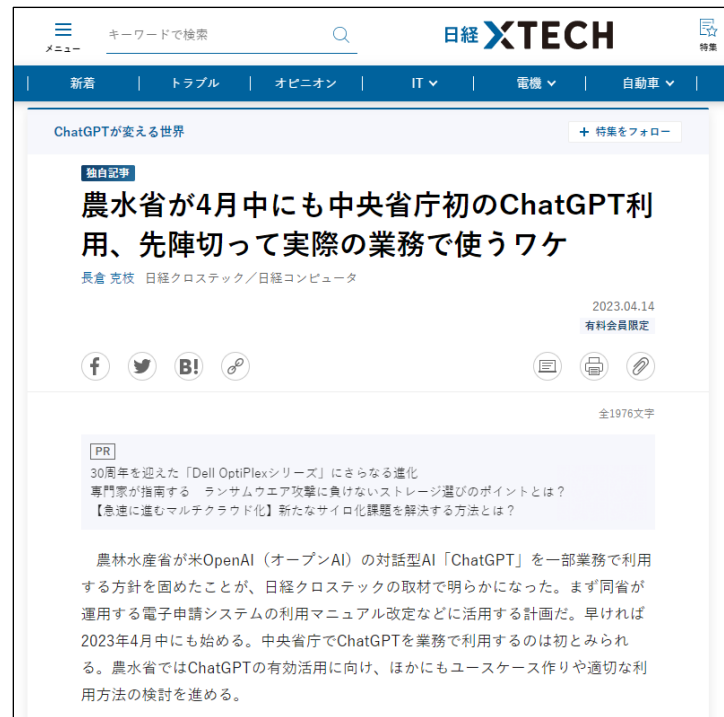 メニュー
キーワードで検索
日経 XTECH
特集
新着
トラブル
オピニオン
IT
電機
自動車
ChatGPTが変える世界
+ 特集をフォロー
独自記事
農水省が4月中にも中央省庁初のChatGPT利
用、先陣切って実際の業務で使うワケ
長倉 克枝 日経クロステック／日経コンピュータ
2023.04.14
有料会員限定
B!
全1976文字
PR
30周年を迎えた「Dell OptiPlexシリーズ」にさらなる進化
専門家が指南する　ランサムウエア攻撃に負けないストレージ選びのポイントとは？
【急速に進むマルチクラウド化】新たなサイロ化課題を解決する方法とは？
農林水産省が米OpenAI（オープンAI）の対話型AI「ChatGPT」を一部業務で利用
する方針を固めたことが、日経クロステックの取材で明らかになった。まず同省が
運用する電子申請システムの利用マニュアル改定などに活用する計画だ。早ければ
2023年4月中にも始める。中央省庁でChatGPTを業務で利用するのは初とみられ
る。農水省ではChatGPTの有効活用に向け、ほかにもユースケース作りや適切な利
用方法の検討を進める。